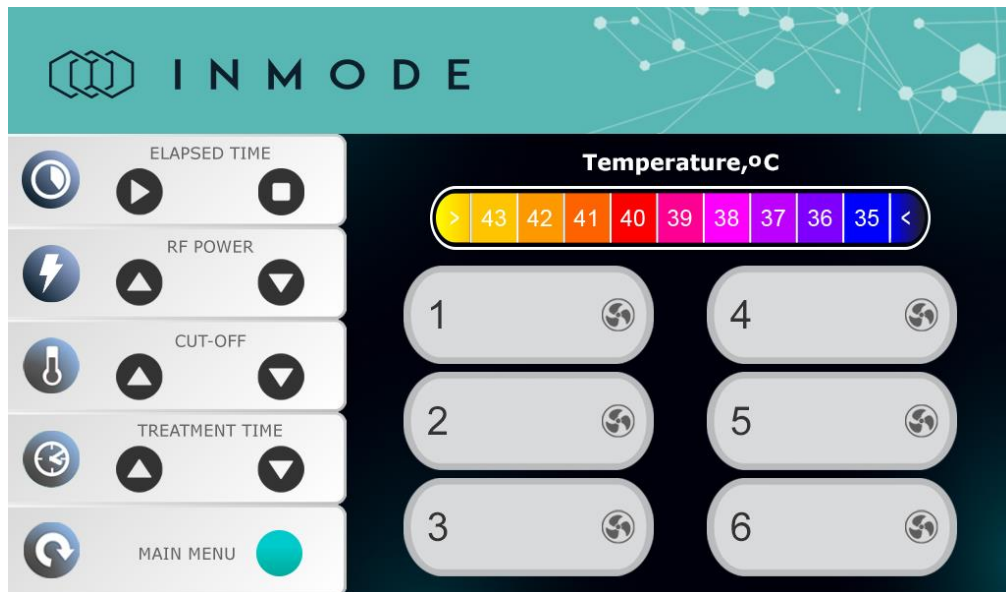 INMODE
ELAPSED TIME
RF POWER
CUT-OFF
TREATMENT TIME
MAIN MENU
Temperature,ºC
> 43 42 41 40 39 38 37 36 35 <
1
2
3
4
5
6